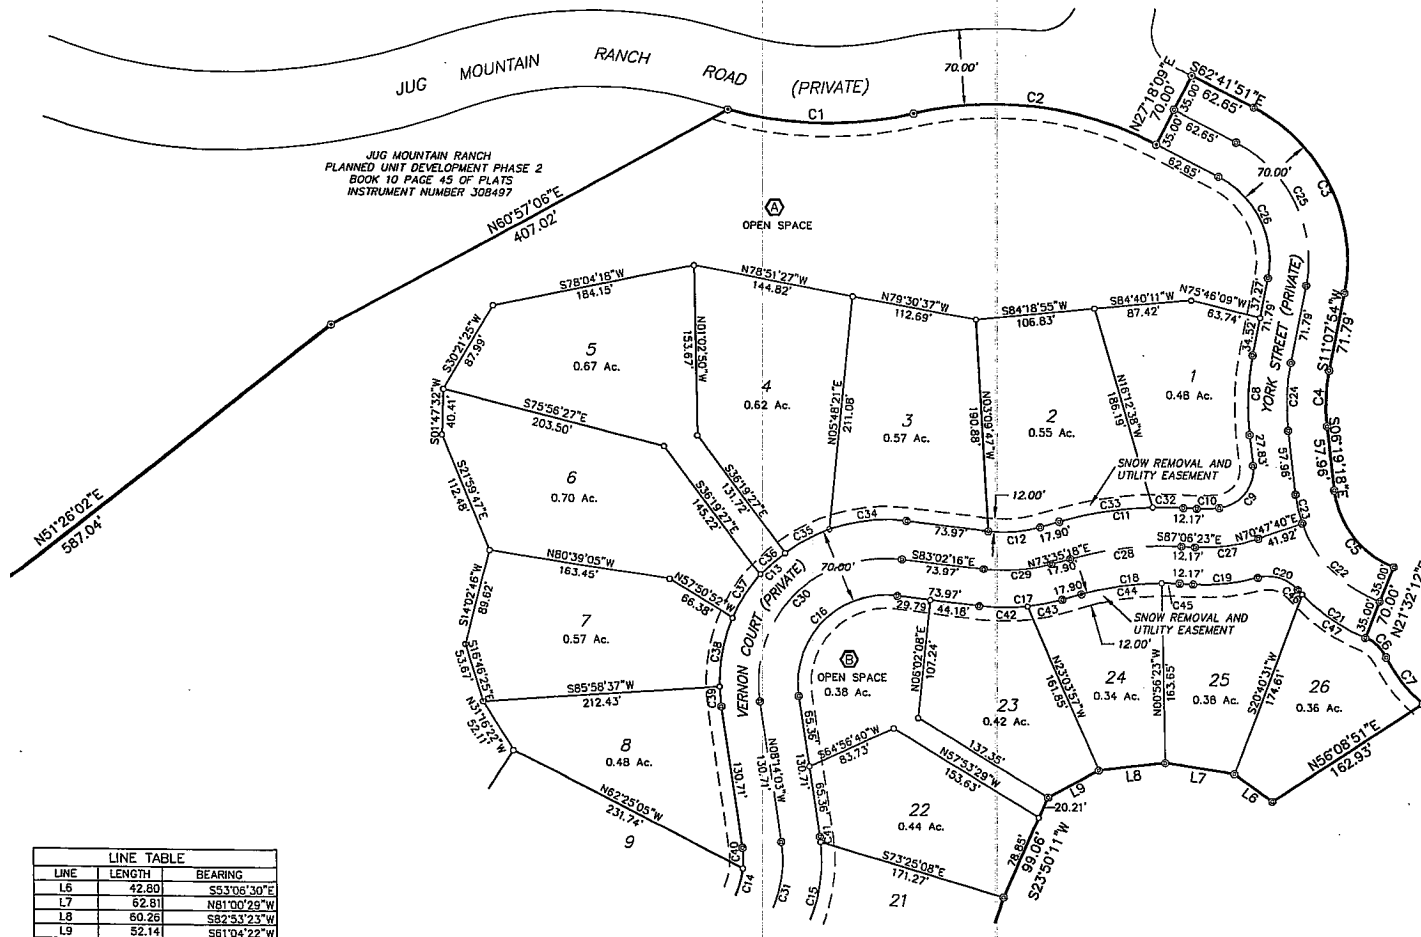 JUG MOUNTAIN RANCH ROAD (PRIVATE)
70.00'
C1
C2
N27°18'09"E
70.00'
35.00'
35.00'
S62°41'51"E
62.65'
62.65'
62.65'
70.00'
C3
C25
C26
JUG MOUNTAIN RANCH
PLANNED UNIT DEVELOPMENT PHASE 2
BOOK 10 PAGE 45 OF PLATS
INSTRUMENT NUMBER 308497
N60°57'06"E
407.02'
A
OPEN SPACE
N51°26'02"E
587.04'
S78°04'18"W
184.15'
N78°51'27"W
144.82'
N79°30'37"W
112.69'
S84°18'55"W
106.83'
S84°40'11"W
87.42'
N75°46'09"W
63.74'
37.27'
71.79'
34.52'
YORK STREET (PRIVATE)
71.79'
S11°07'54"W
71.79'
S30°21'25"W
87.99'
5
0.67 Ac.
N01°02'50"W
153.67'
4
0.62 Ac.
N05°48'21"E
211.08'
3
0.57 Ac.
N03°09'47"W
190.88'
2
0.55 Ac.
N16°12'38"W
186.19'
1
0.48 Ac.
C8
C24
C4
S01°47'32"W
40.41'
S75°56'27"E
203.50'
S36°19'27"E
131.72'
S36°19'27"E
145.22'
27.83'
57.96'
S06°19'18"E
57.96'
S21°59'47"E
112.48'
6
0.70 Ac.
SNOW REMOVAL AND
UTILITY EASEMENT
12.00'
C34
C35
73.97'
C12
17.90'
C33
C11
C32
12.17'
C10
C9
C23
N80°39'05"W
163.45'
N57°50'52"W
66.38'
C36
C13
C37
70.00'
S83°02'16"E
73.97'
C29
N73°35'18"E
17.90'
C28
S87°06'23"E
12.17'
C27
N70°47'40"E
41.92'
C22
C5
S14°02'46"W
89.62'
7
0.57 Ac.
VERNON COURT (PRIVATE)
C30
C16
73.97'
29.79'
44.18'
C17
C42
C43
17.90'
C18
C44
12.17'
C45
C19
C20
C21
C47
35.00'
35.00'
70.00'
N21°32'12"E
C6
C7
SNOW REMOVAL AND
UTILITY EASEMENT
12.00'
C38
C39
S16°46'25"E
53.67'
S85°58'37"W
212.43'
N31°16'22"W
52.11'
8
0.48 Ac.
N62°25'05"W
231.74'
9
130.71'
C40
C14
N08°14'03"W
130.71'
C31
B
OPEN SPACE
0.38 Ac.
N06°02'08"E
107.24'
65.36'
130.71'
65.36'
C41
C15
S64°56'40"W
83.73'
N57°53'29"W
153.63'
137.35'
23
0.42 Ac.
N23°03'57"W
161.85'
24
0.34 Ac.
N00°56'23"W
163.65'
25
0.38 Ac.
S20°40'31"W
174.61'
26
0.36 Ac.
N56°08'51"E
162.93'
L9
L8
L7
L6
20.21'
22
0.44 Ac.
S73°25'08"E
171.27'
78.85'
99.06'
S23°50'11"W
21
LINE TABLE
LINE LENGTH BEARING
L6 42.80 S53°06'30"E
L7 62.81 N81°00'29"W
L8 60.26 S82°53'23"W
L9 52.14 S61°04'22"W